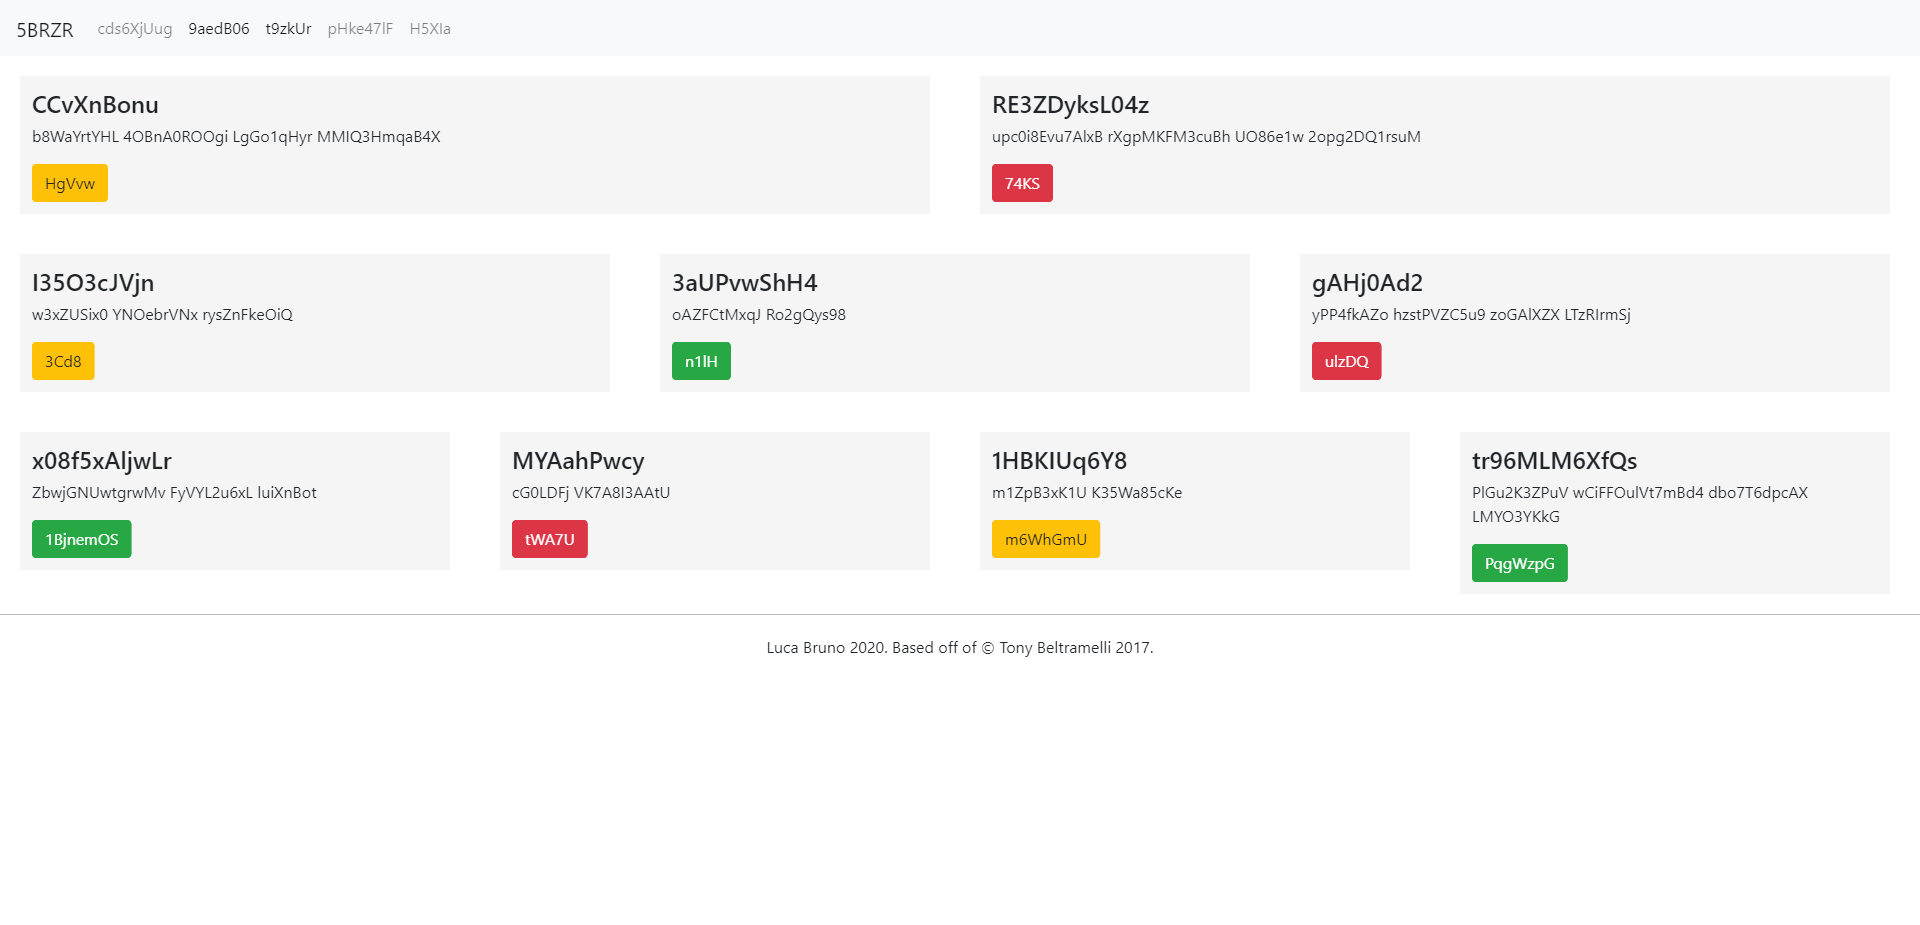 5BRZR cds6XjUug 9aedB06 t9zkUr pHke47lF H5XIa
CCvXnBonu
b8WaYrtYHL 4OBnA0ROOgi LgGo1qHyr MMIQ3HmqaB4X
HgVvw
RE3ZDyksL04z
upc0i8Evu7AlxB rXgpMKFM3cuBh UO86e1w 2opg2DQ1rsuM
74KS
I35O3cJVjn
w3xZUSix0 YNOebrVNx rysZnFkeOiQ
3Cd8
3aUPvwShH4
oAZFCtMxqJ Ro2gQys98
n1lH
gAHj0Ad2
yPP4fkAZo hzstPVZC5u9 zoGAlXZX LTzRIrmSj
ulzDQ
x08f5xAljwLr
ZbwjGNUwtgrwMv FyVYL2u6xL luiXnBot
1BjnemOS
MYAahPwcy
cG0LDFj VK7A8I3AAtU
tWA7U
1HBKIUq6Y8
m1ZpB3xK1U K35Wa85cKe
m6WhGmU
tr96MLM6XfQs
PlGu2K3ZPuV wCiFFOulVt7mBd4 dbo7T6dpcAX
LMYO3YKkG
PqgWzpG
Luca Bruno 2020. Based off of © Tony Beltramelli 2017.